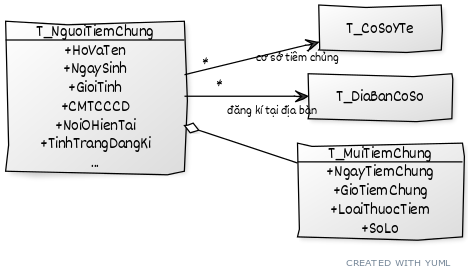 T_NguoiTiemChung
+HoVaTen
+NgaySinh
+GioiTinh
+CMTCCCD
+NoiOHienTai
+TinhTrangDangKi
...
*
cơ sở tiêm chủng
T_CoSoYTe
*
đăng kí tại địa bàn
T_DiaBanCoSo
T_MuiTiemChung
+NgayTiemChung
+GioTiemChung
+LoaiThuocTiem
+SoLo
CREATED WITH YUML